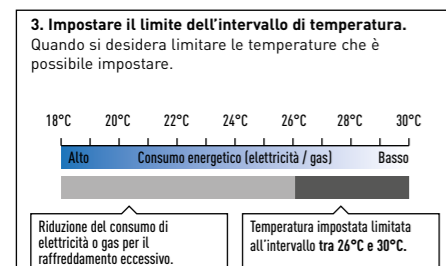 3. Impostare il limite dell'intervallo di temperatura.
Quando si desidera limitare le temperature che è
possibile impostare.
18°C 20°C 22°C 24°C 26°C 28°C 30°C
Alto Consumo energetico (elettricità / gas) Basso
Riduzione del consumo di
elettricità o gas per il
raffreddamento eccessivo.
Temperatura impostata limitata
all'intervallo tra 26°C e 30°C.